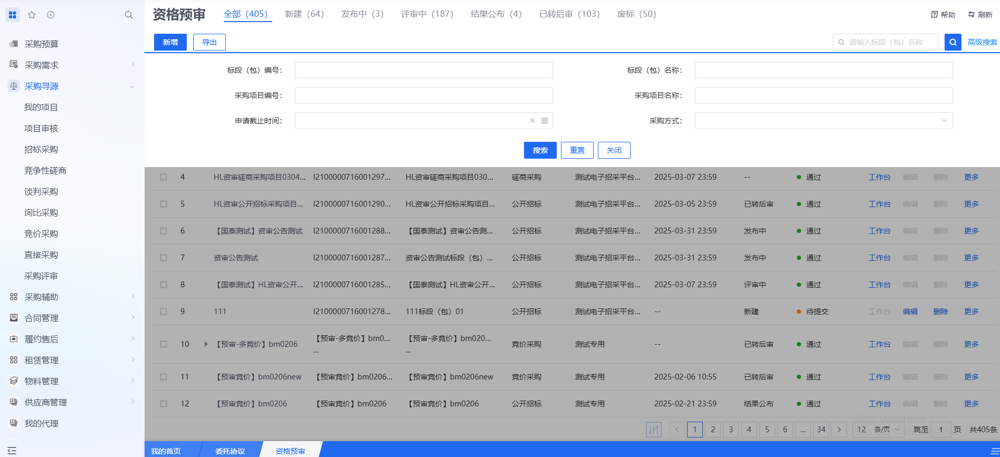 资格预审 全部（405） 新建（64） 发布中（3） 评审中（187） 结果公布（4） 已转后审（103） 废标（50） 帮助 刷新
新增 导出 请输入标段（包）名称 高级搜索
采购预算
采购需求
采购寻源
我的项目
项目审核
招标采购
竞争性磋商
谈判采购
询比采购
竞价采购
直接采购
采购评审
采购辅助
合同管理
履约售后
租赁管理
物料管理
供应商管理
我的代理
标段（包）编号： 标段（包）名称：
采购项目编号： 采购项目名称：
申请截止时间： 采购方式：
搜索 重置 关闭
4 HL资审磋商采购项目0304... I2100000716001297... HL资审磋商采购项目030... 磋商采购 测试电子招采平台... 2025-03-07 23:59 -- 通过 工作台 编辑 删除 更多
5 HL资审公开招标采购项目... I2100000716001290... HL资审公开招标采购项目... 公开招标 测试电子招采平台... 2025-03-05 23:59 已转后审 通过 工作台 编辑 删除 更多
6 【国泰测试】资审公告测试 I2100000716001288... 【国泰测试】资审公告测... 公开招标 测试电子招采平台... 2025-03-31 23:59 发布中 通过 工作台 编辑 删除 更多
7 资审公告测试 I2100000716001287... 资审公告测试标段（包）... 公开招标 测试电子招采平台... 2025-03-31 23:59 发布中 通过 工作台 编辑 删除 更多
8 【国泰测试】HL资审公开... I2100000716001285... 【国泰测试】HL资审公开... 公开招标 测试电子招采平台... 2025-03-07 23:59 评审中 通过 工作台 编辑 删除 更多
9 111 I2100000716001278... 111标段（包）01 公开招标 测试电子招采平台... -- 新建 待提交 工作台 编辑 删除 更多
10 【预审-多竞价】bm0206 【预审-多竞价】bm0... ... 【预审-多竞价】bm020... ... 竞价采购 测试专用 -- 已转后审 通过 工作台 编辑 删除 更多
11 【预审竞价】bm0206new 【预审竞价】bm0206... 【预审竞价】bm0206new 竞价采购 测试专用 2025-02-06 10:55 已转后审 通过 工作台 编辑 删除 更多
12 【预审竞价】bm0206 【预审竞价】bm0206 【预审竞价】bm0206 公开招标 测试专用 2025-02-21 23:59 结果公布 通过 工作台 编辑 删除 更多
激活 Windows
1 2 3 4 5 6 ... 34 12 条/页 跳至 1 页 共405条
我的首页 委托协议 资格预审